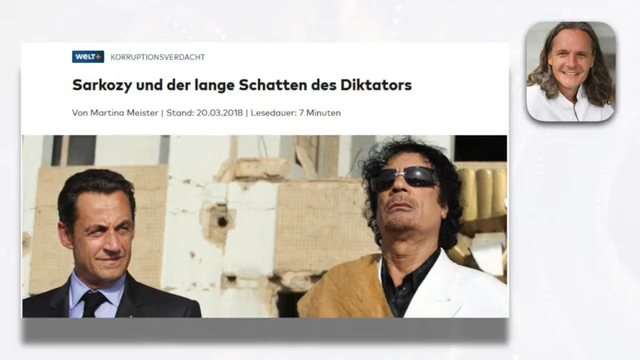 WELT+ KORRUPTIONSVERDACHT
Sarkozy und der lange Schatten des Diktators
Von Martina Meister | Stand: 20.03.2018 | Lesedauer: 7 Minuten